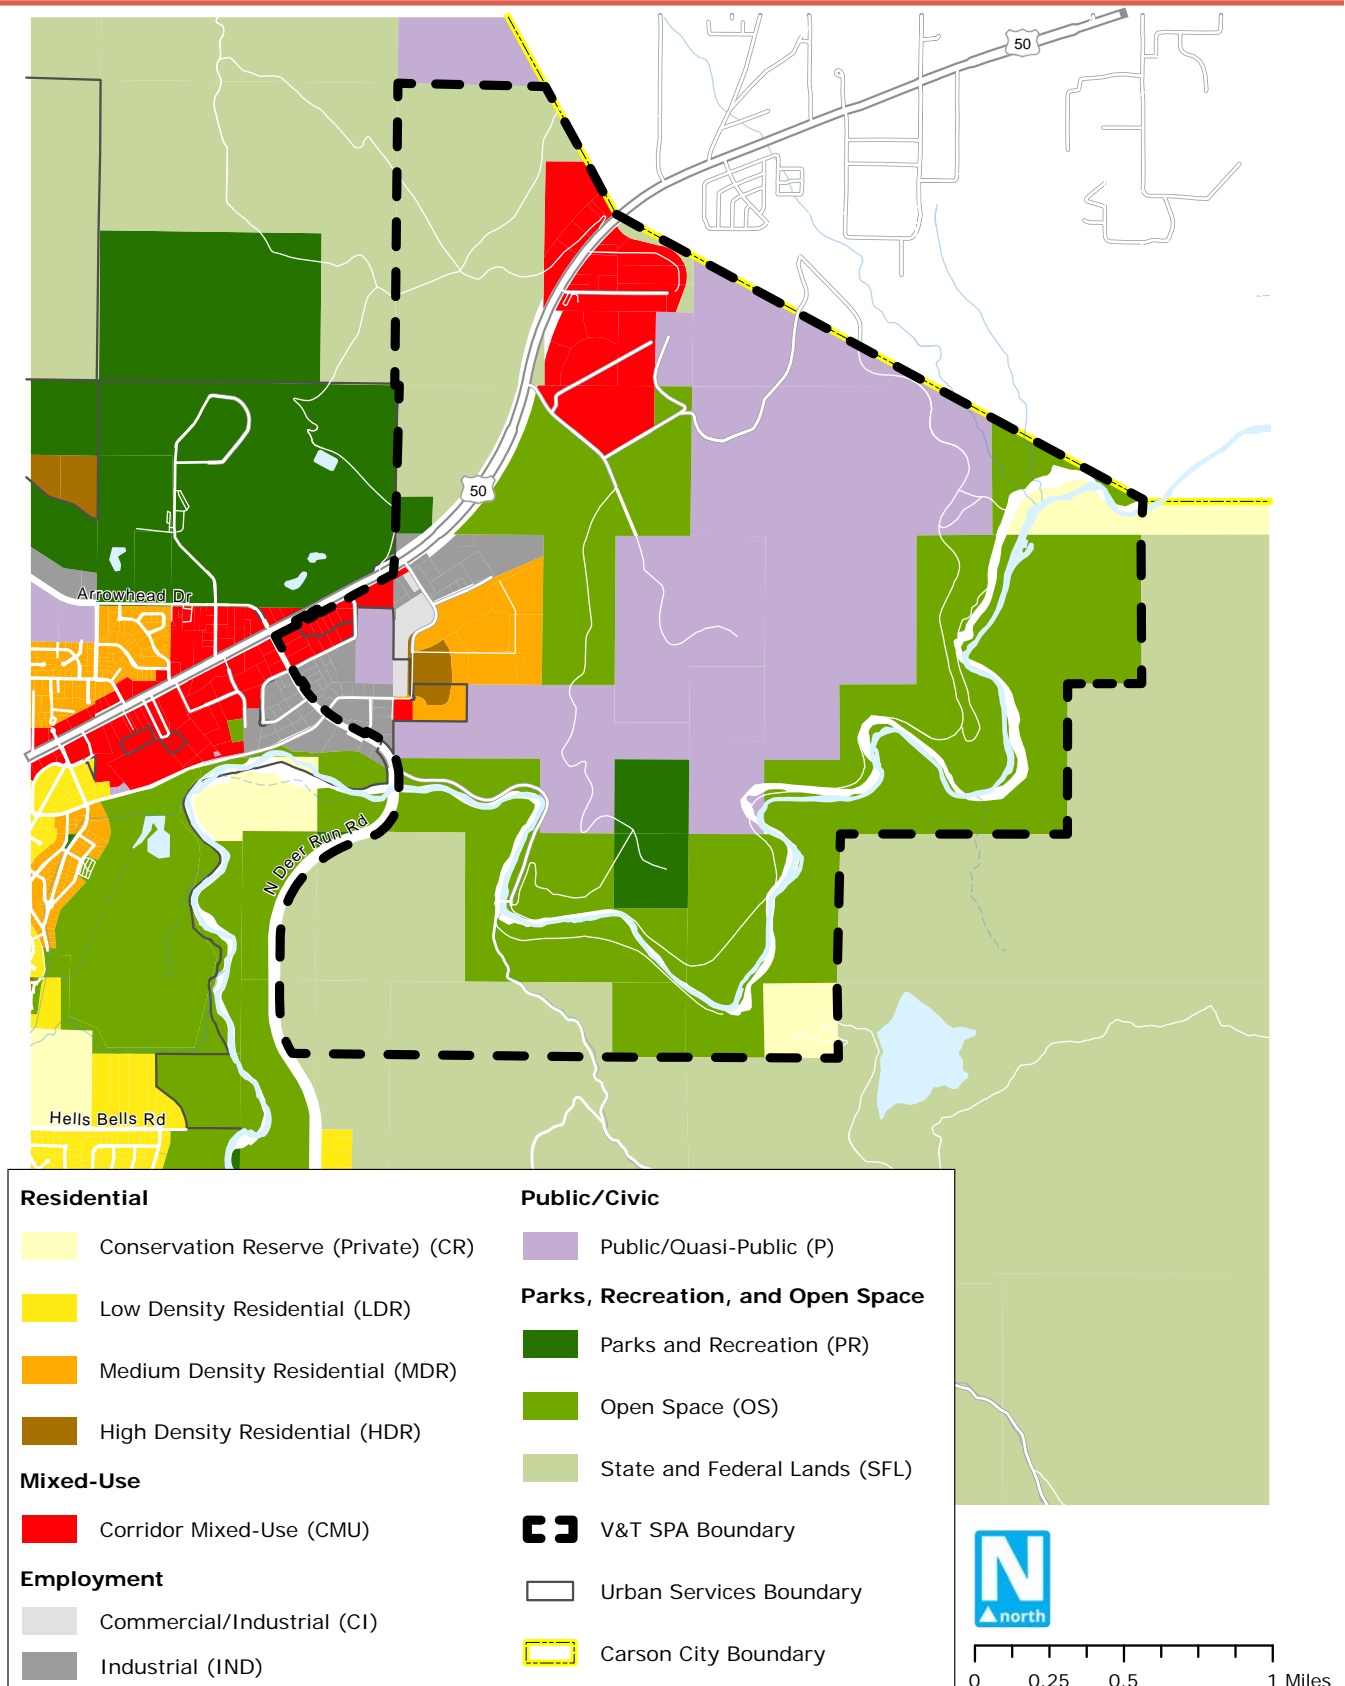 50
50
Arrowhead Dr
N Deer Run Rd
Hells Bells Rd
Residential
Conservation Reserve (Private) (CR)
Low Density Residential (LDR)
Medium Density Residential (MDR)
High Density Residential (HDR)
Mixed-Use
Corridor Mixed-Use (CMU)
Employment
Commercial/Industrial (CI)
Industrial (IND)
Public/Civic
Public/Quasi-Public (P)
Parks, Recreation, and Open Space
Parks and Recreation (PR)
Open Space (OS)
State and Federal Lands (SFL)
V&T SPA Boundary
Urban Services Boundary
Carson City Boundary
N
north
0 0.25 0.5 1 Miles